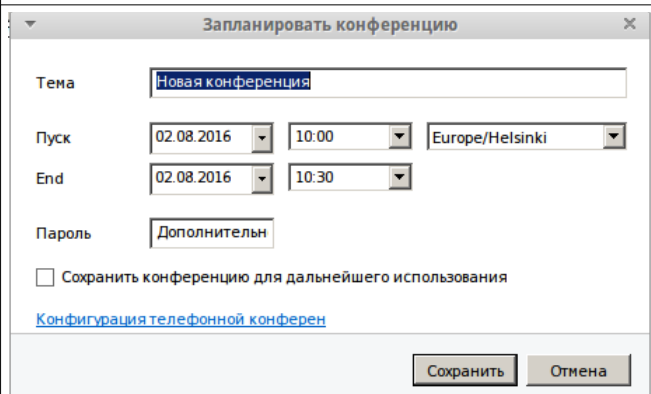 Запланировать конференцию
Тема Новая конференция
Пуск 02.08.2016 10:00 Europe/Helsinki
End 02.08.2016 10:30
Пароль Дополнительн
Сохранить конференцию для дальнейшего использования
Конфигурация телефонной конферен
Сохранить Отмена